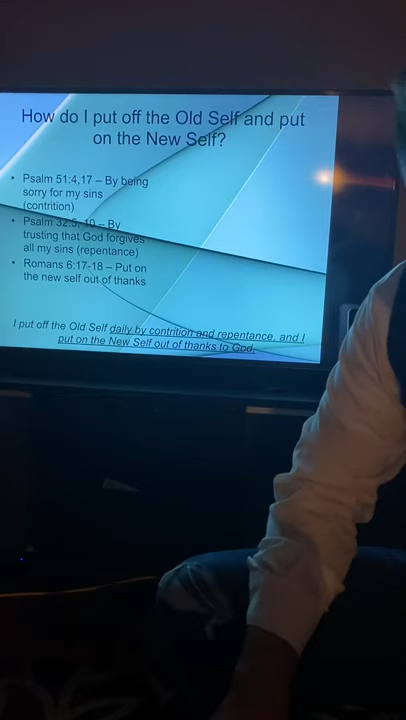 How do I put off the Old Self and put
on the New Self?
• Psalm 51:4,17 – By being
sorry for my sins
(contrition)
• Psalm 32:5, 10 – By
trusting that God forgives
all my sins (repentance)
• Romans 6:17-18 – Put on
the new self out of thanks
I put off the Old Self daily by contrition and repentance, and I
put on the New Self out of thanks to God.